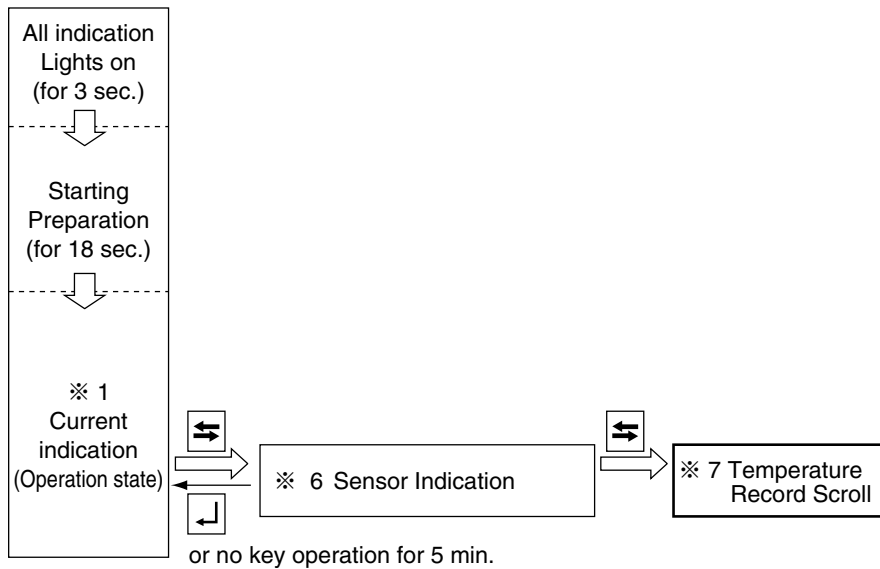 All indication
Lights on
(for 3 sec.)
Starting
Preparation
(for 18 sec.)
※ 1
Current
indication
(Operation state)
※ 6 Sensor Indication
※ 7 Temperature
Record Scroll
or no key operation for 5 min.